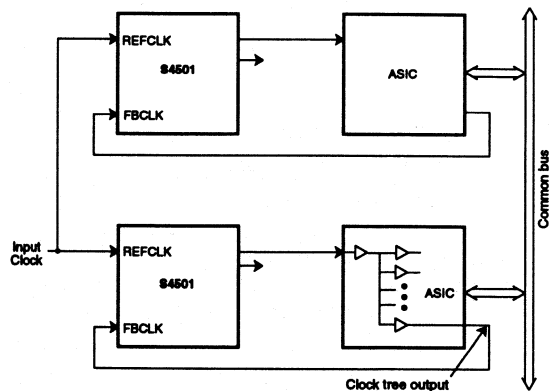 REFCLK
S4501
FBCLK
ASIC
Common bus
Input
Clock
REFCLK
S4501
FBCLK
ASIC
Clock tree output